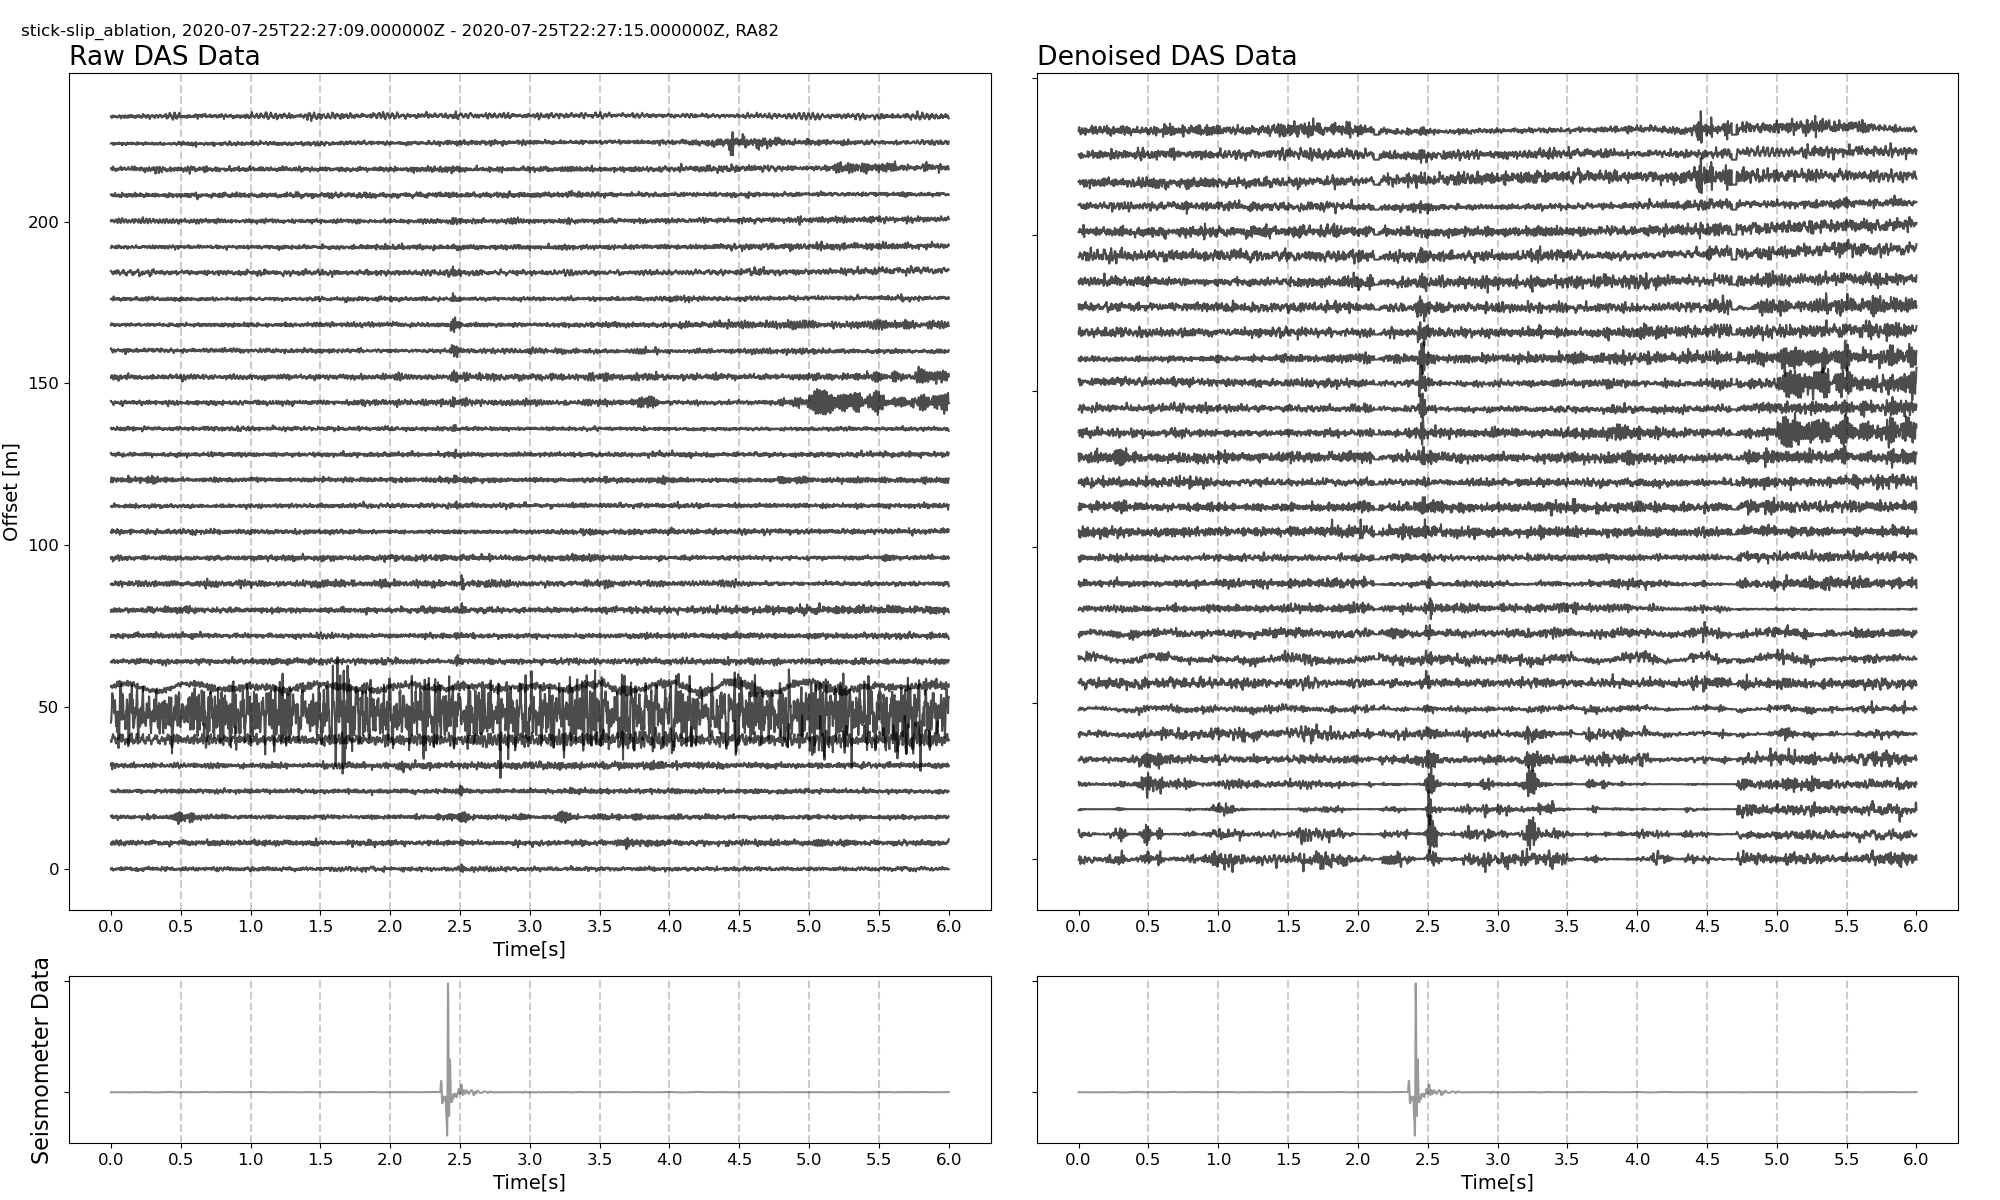 stick-slip_ablation, 2020-07-25T22:27:09.000000Z - 2020-07-25T22:27:15.000000Z, RA82
Raw DAS Data
Denoised DAS Data
Offset [m]
200
150
100
50
0
0.0 0.5 1.0 1.5 2.0 2.5 3.0 3.5 4.0 4.5 5.0 5.5 6.0
Time[s]
0.0 0.5 1.0 1.5 2.0 2.5 3.0 3.5 4.0 4.5 5.0 5.5 6.0
Seismometer Data
0.0 0.5 1.0 1.5 2.0 2.5 3.0 3.5 4.0 4.5 5.0 5.5 6.0
Time[s]
0.0 0.5 1.0 1.5 2.0 2.5 3.0 3.5 4.0 4.5 5.0 5.5 6.0
Time[s]